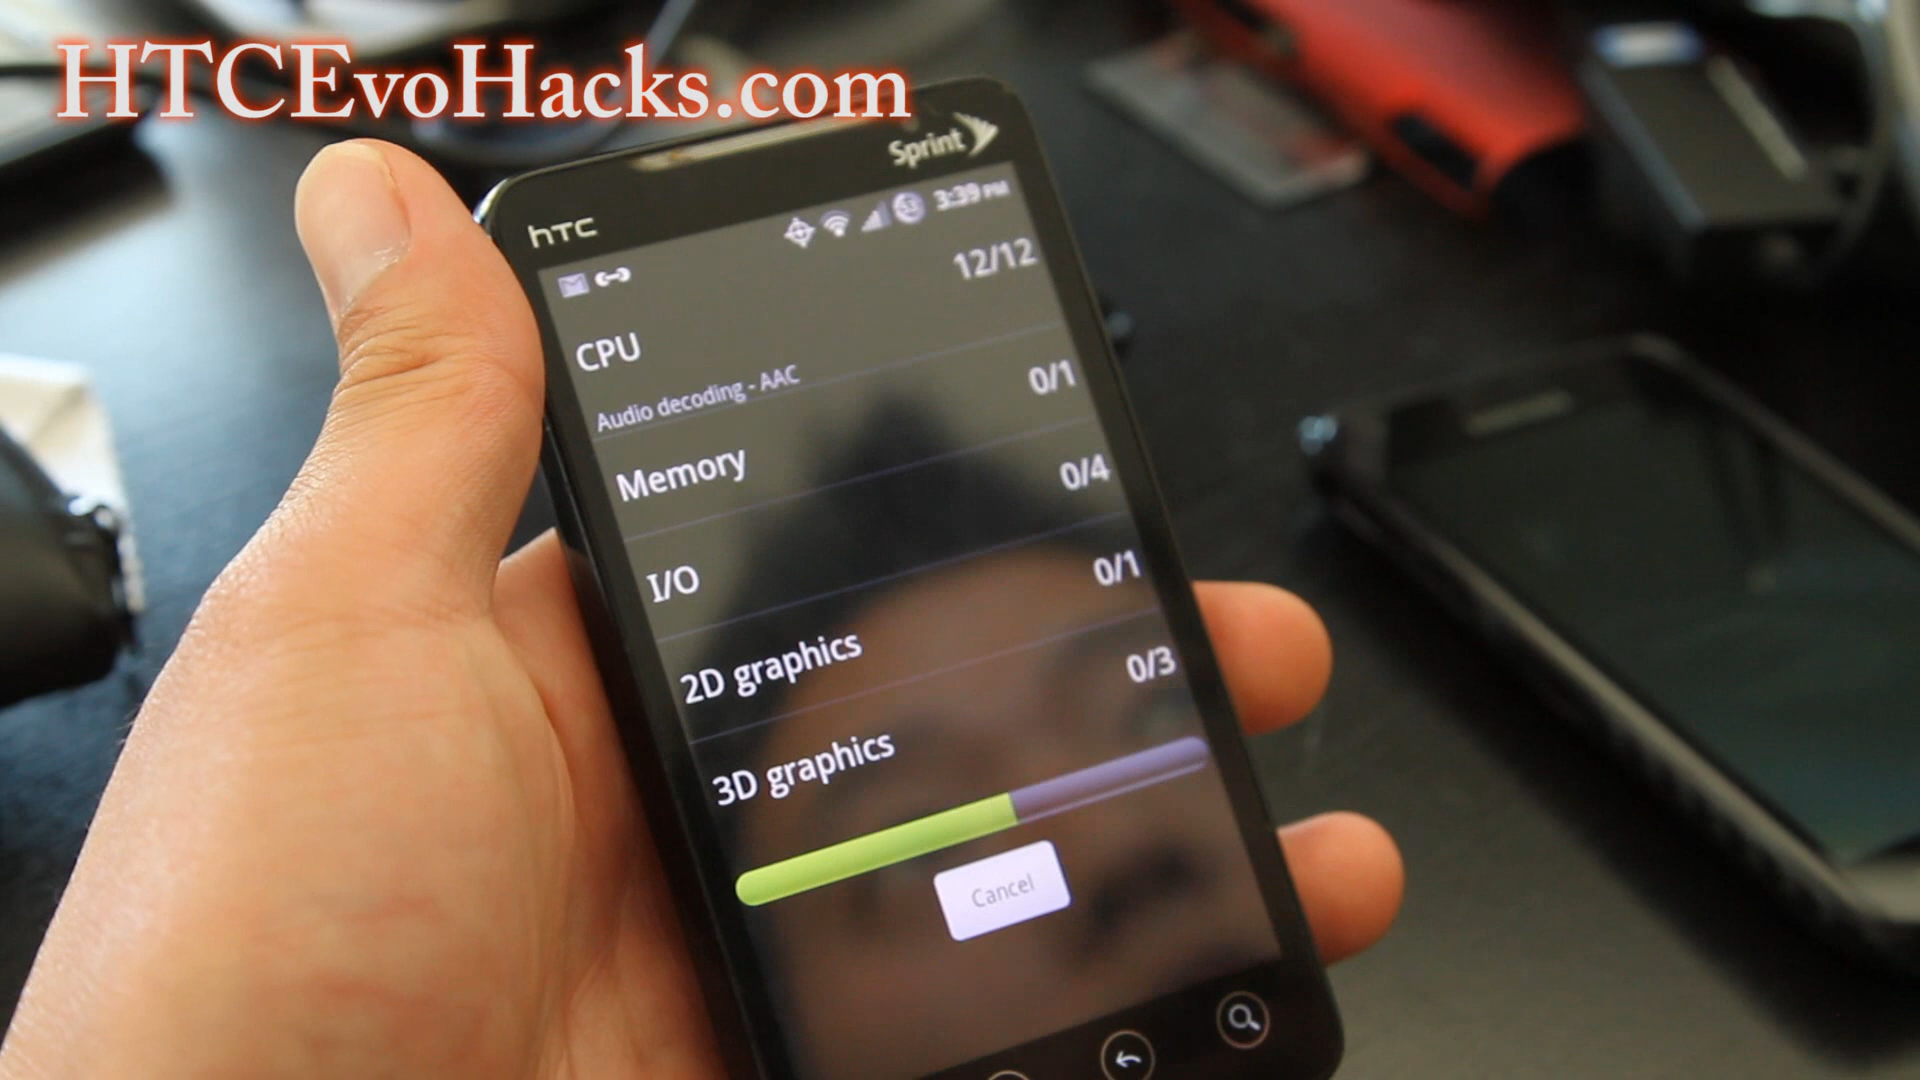 HTCEvoHacks.com
Sprint
hTC
3:39 PM
12/12
CPU
Audio decoding - AAC
0/1
Memory
0/4
I/O
0/1
2D graphics
0/3
3D graphics
Cancel